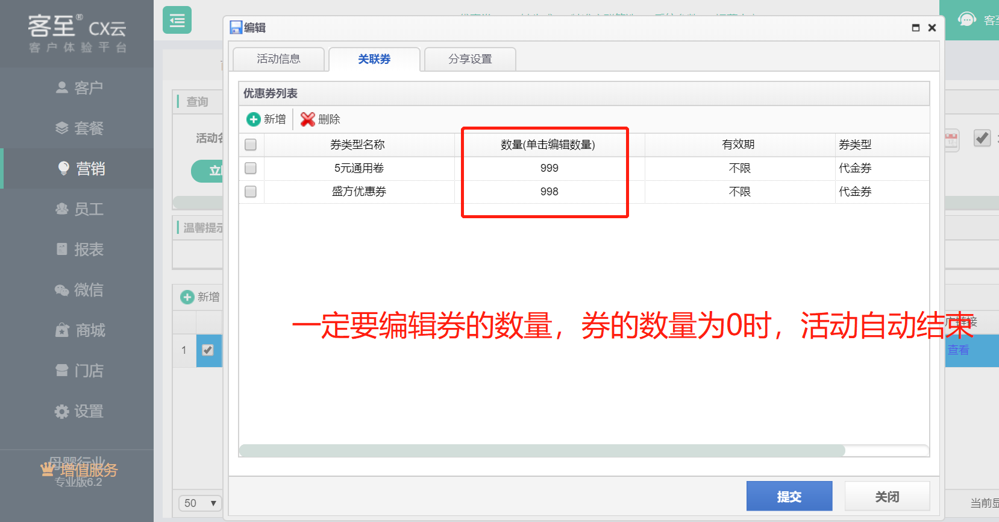 客至® CX云
客户体验平台
客户
套餐
营销
员工
报表
微信
商城
门店
设置
母婴行业
增值服务
专业版6.2
查询
活动名
立即
温馨提示
新增
1
50
编辑
活动信息
关联券
分享设置
优惠券列表
新增
删除
券类型名称 数量(单击编辑数量) 有效期 券类型
5元通用卷 999 不限 代金券
盛方优惠券 998 不限 代金券
一定要编辑券的数量，券的数量为0时，活动自动结束
提交
关闭
客至
链接
查看
当前显